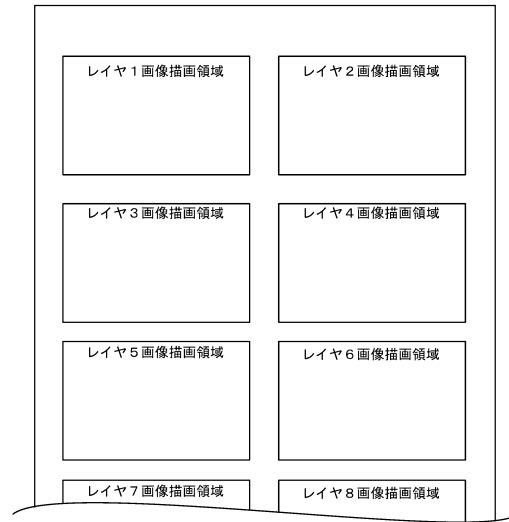 レイヤ１画像描画領域
レイヤ２画像描画領域
レイヤ３画像描画領域
レイヤ４画像描画領域
レイヤ５画像描画領域
レイヤ６画像描画領域
レイヤ７画像描画領域
レイヤ８画像描画領域